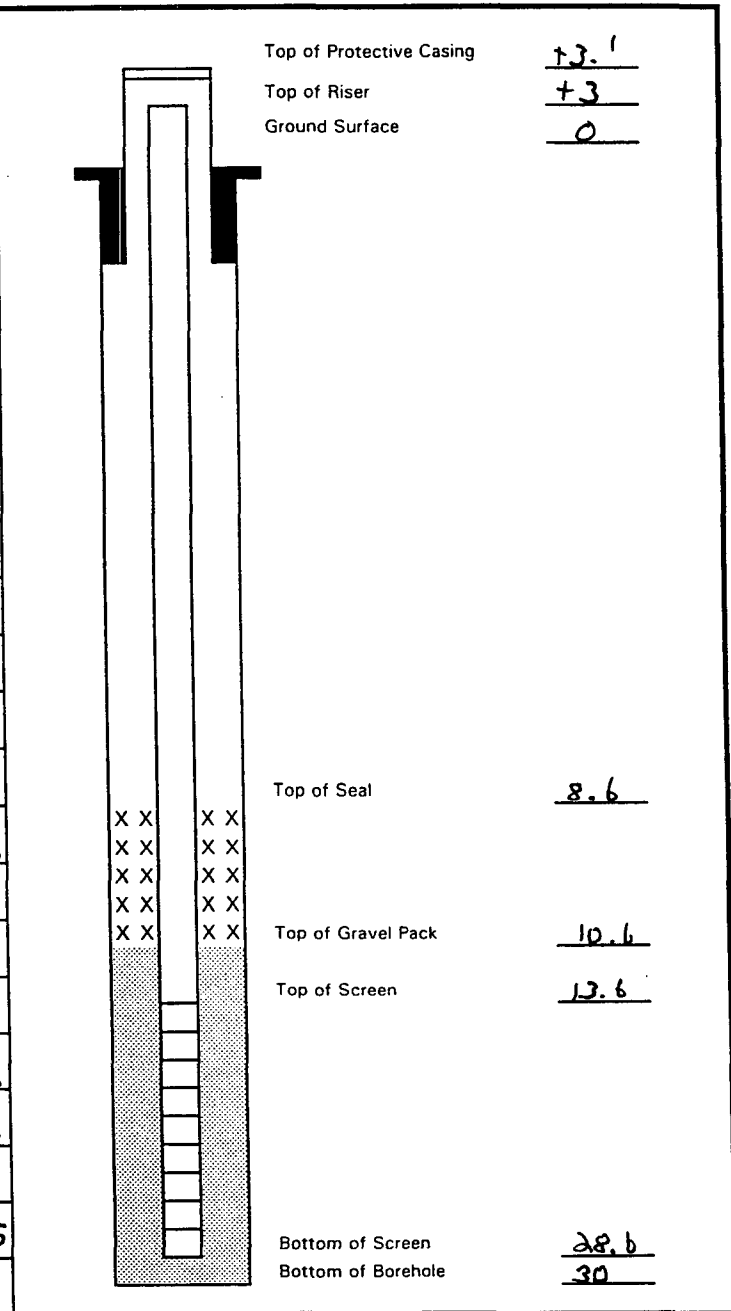 Top of Protective Casing +3.1
Top of Riser +3
Ground Surface 0
Top of Seal 8.6
X X X X
X X X X
X X X X
X X X X
X X X X
Top of Gravel Pack 10.6
Top of Screen 13.6
Bottom of Screen 28.6
Bottom of Borehole 30